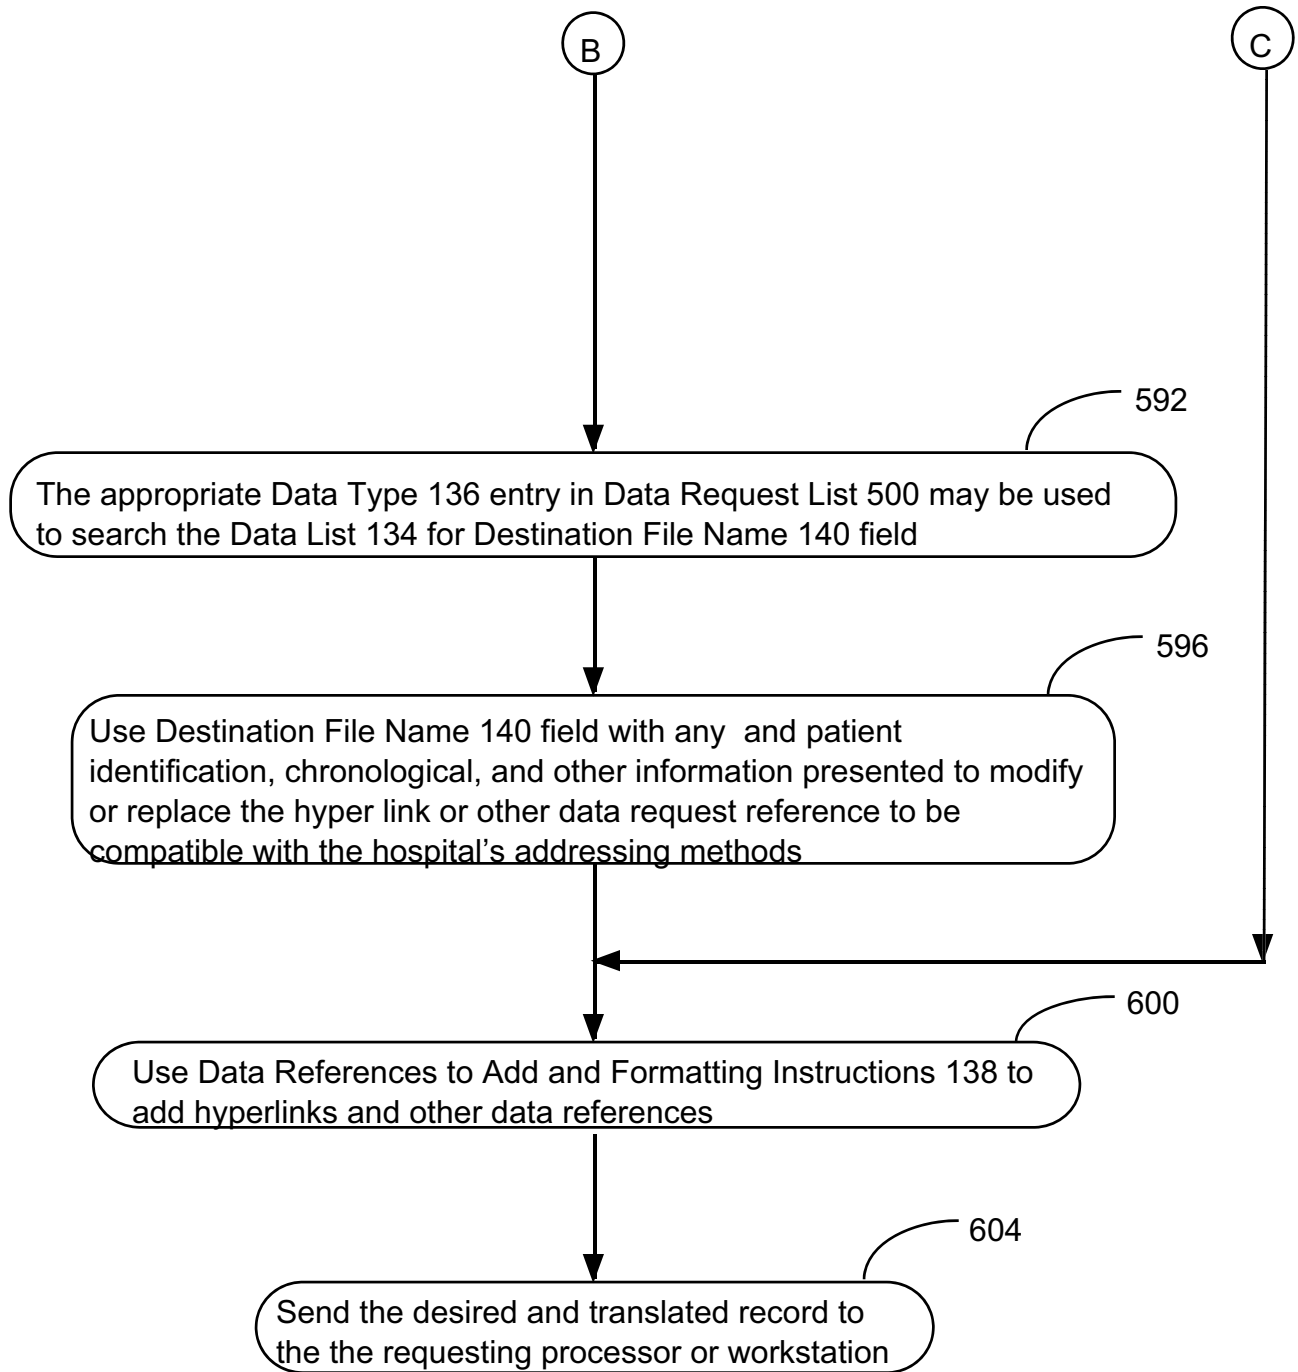 B
C
592
The appropriate Data Type 136 entry in Data Request List 500 may be used
to search the Data List 134 for Destination File Name 140 field
596
Use Destination File Name 140 field with any  and patient
identification, chronological, and other information presented to modify
or replace the hyper link or other data request reference to be
compatible with the hospital’s addressing methods
600
Use Data References to Add and Formatting Instructions 138 to
add hyperlinks and other data references
604
Send the desired and translated record to
the the requesting processor or workstation